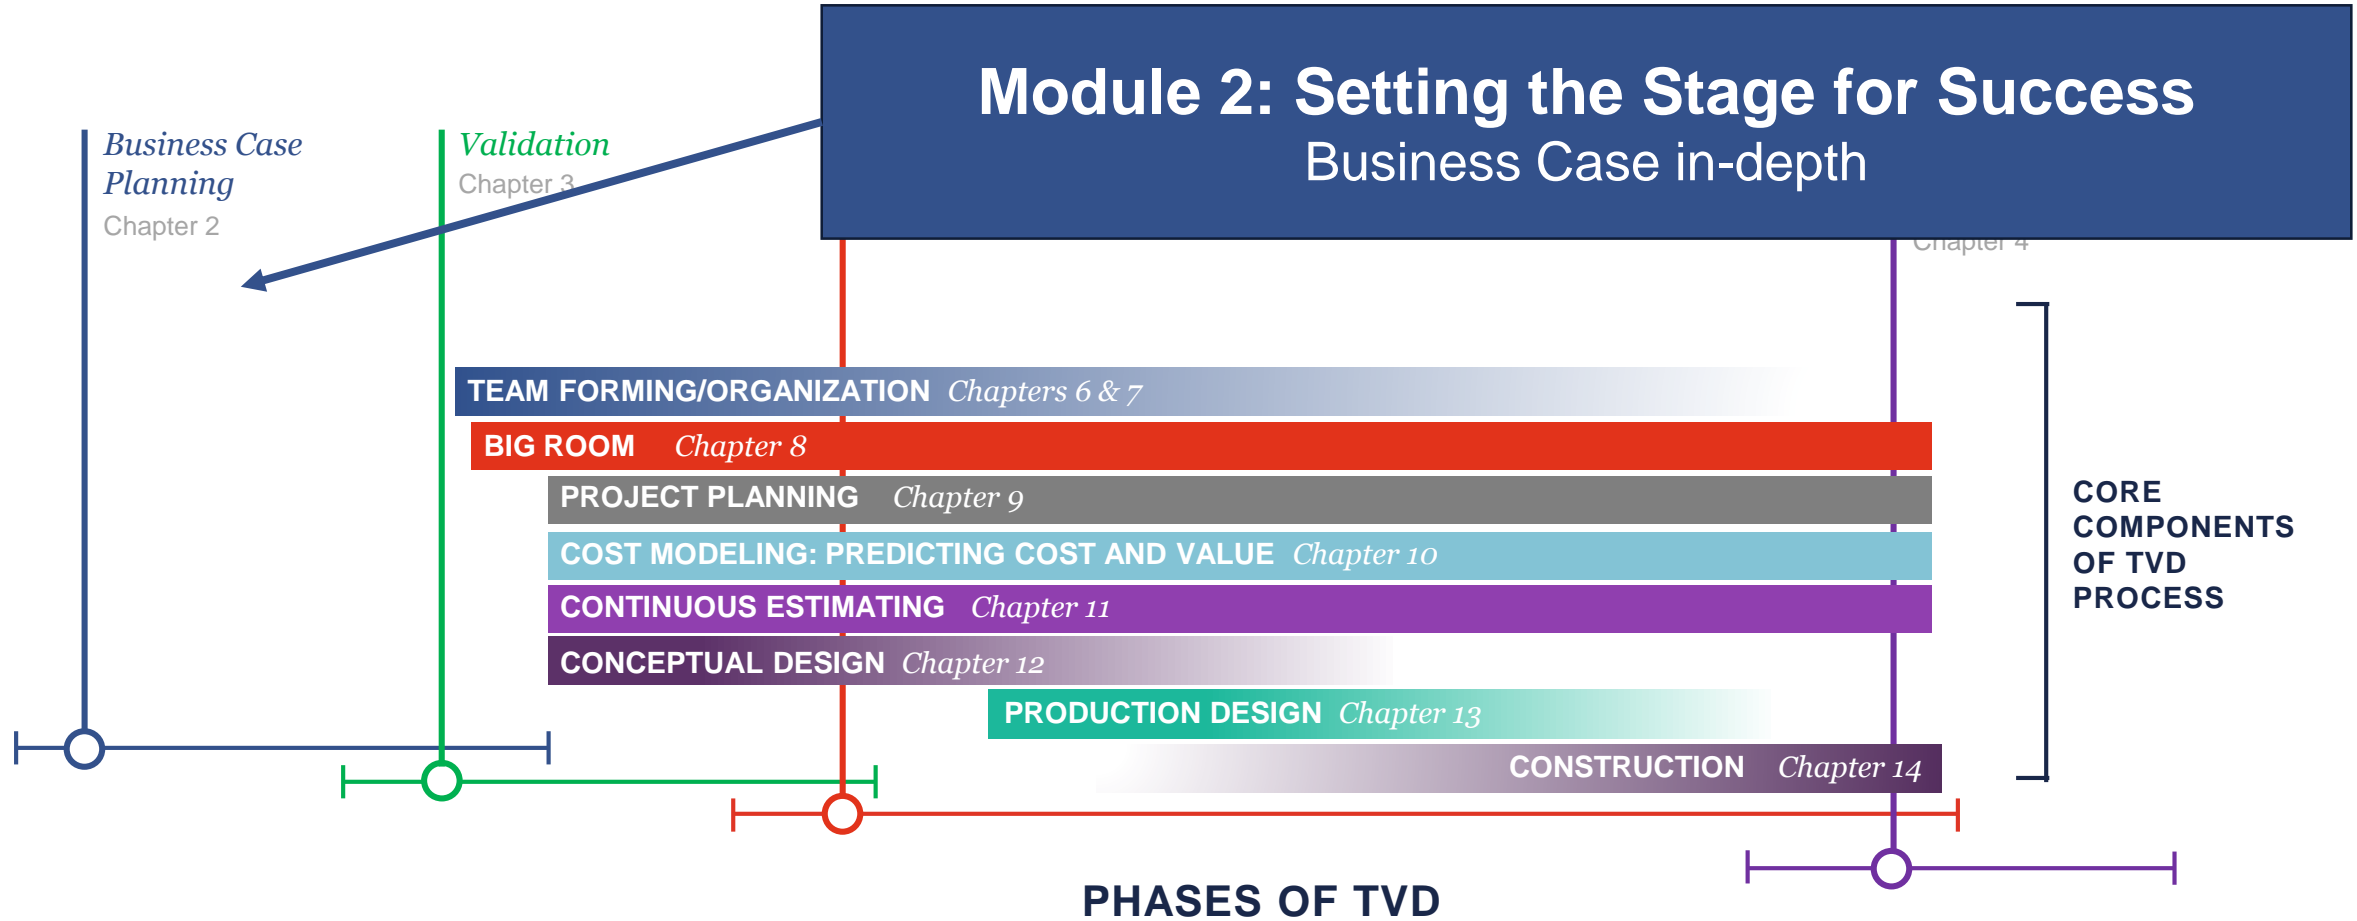 Module 2: Setting the Stage for Success
Business Case in-depth
Business Case
Planning
Chapter 2
Validation
Chapter 3
Chapter 4
TEAM FORMING/ORGANIZATION Chapters 6 & 7
BIG ROOM Chapter 8
PROJECT PLANNING Chapter 9
COST MODELING: PREDICTING COST AND VALUE Chapter 10
CONTINUOUS ESTIMATING Chapter 11
CONCEPTUAL DESIGN Chapter 12
PRODUCTION DESIGN Chapter 13
CONSTRUCTION Chapter 14
CORE
COMPONENTS
OF TVD
PROCESS
PHASES OF TVD